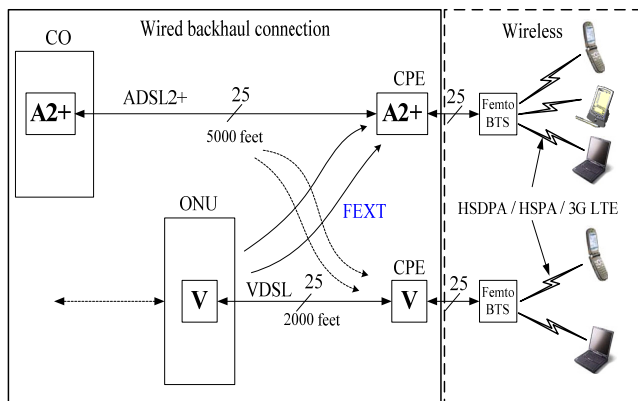 Wired backhaul connection
Wireless
CO
CPE
A2+
ADSL2+
25
5000 feet
A2+
25
Femto
BTS
ONU
FEXT
HSDPA / HSPA / 3G LTE
CPE
V
VDSL
25
2000 feet
V
25
Femto
BTS